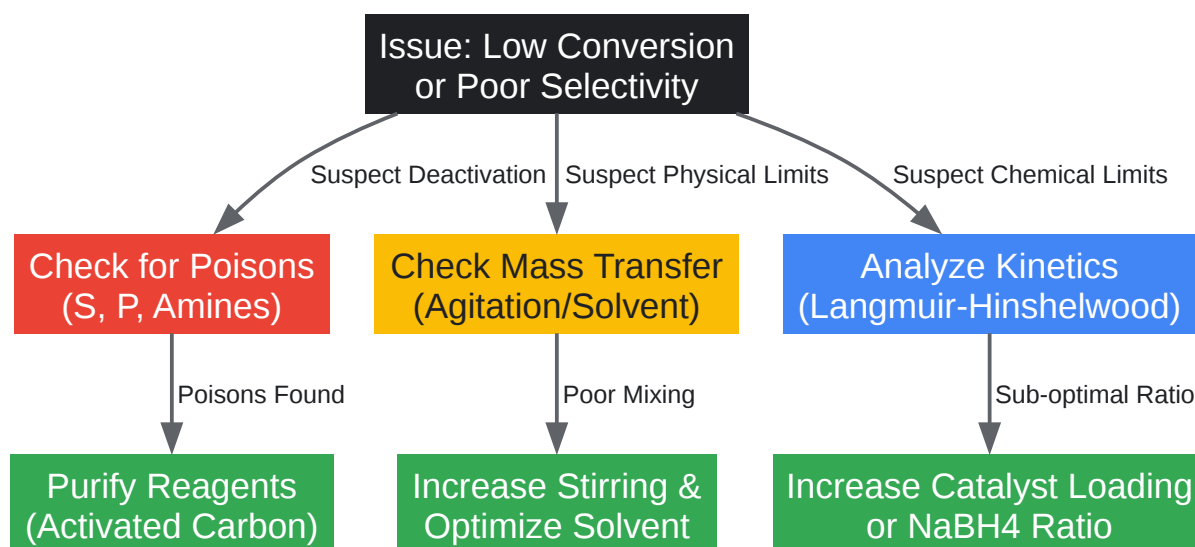 Issue: Low Conversion
or Poor Selectivity
Suspect Deactivation
Suspect Physical Limits
Suspect Chemical Limits
Check for Poisons
(S, P, Amines)
Check Mass Transfer
(Agitation/Solvent)
Analyze Kinetics
(Langmuir-Hinshelwood)
Poisons Found
Poor Mixing
Sub-optimal Ratio
Purify Reagents
(Activated Carbon)
Increase Stirring &
Optimize Solvent
Increase Catalyst Loading
or NaBH4 Ratio